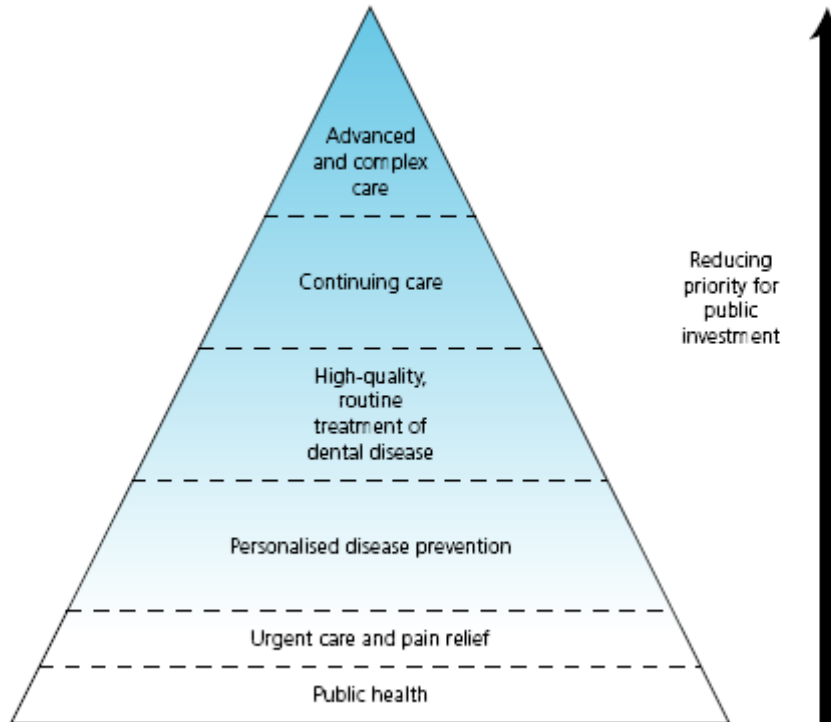 Advanced
and complex
care
Continuing care
High-quality,
routine
treatment of
dental disease
Personalised disease prevention
Urgent care and pain relief
Public health
Reducing
priority for
public
investment